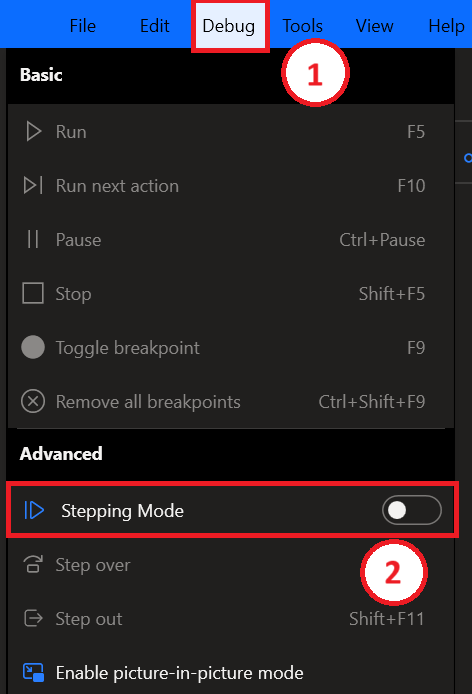 File Edit Debug Tools View Help
1
Basic
Run F5
Run next action F10
Pause Ctrl+Pause
Stop Shift+F5
Toggle breakpoint F9
Remove all breakpoints Ctrl+Shift+F9
Advanced
Stepping Mode
Step over
2
Step out Shift+F11
Enable picture-in-picture mode